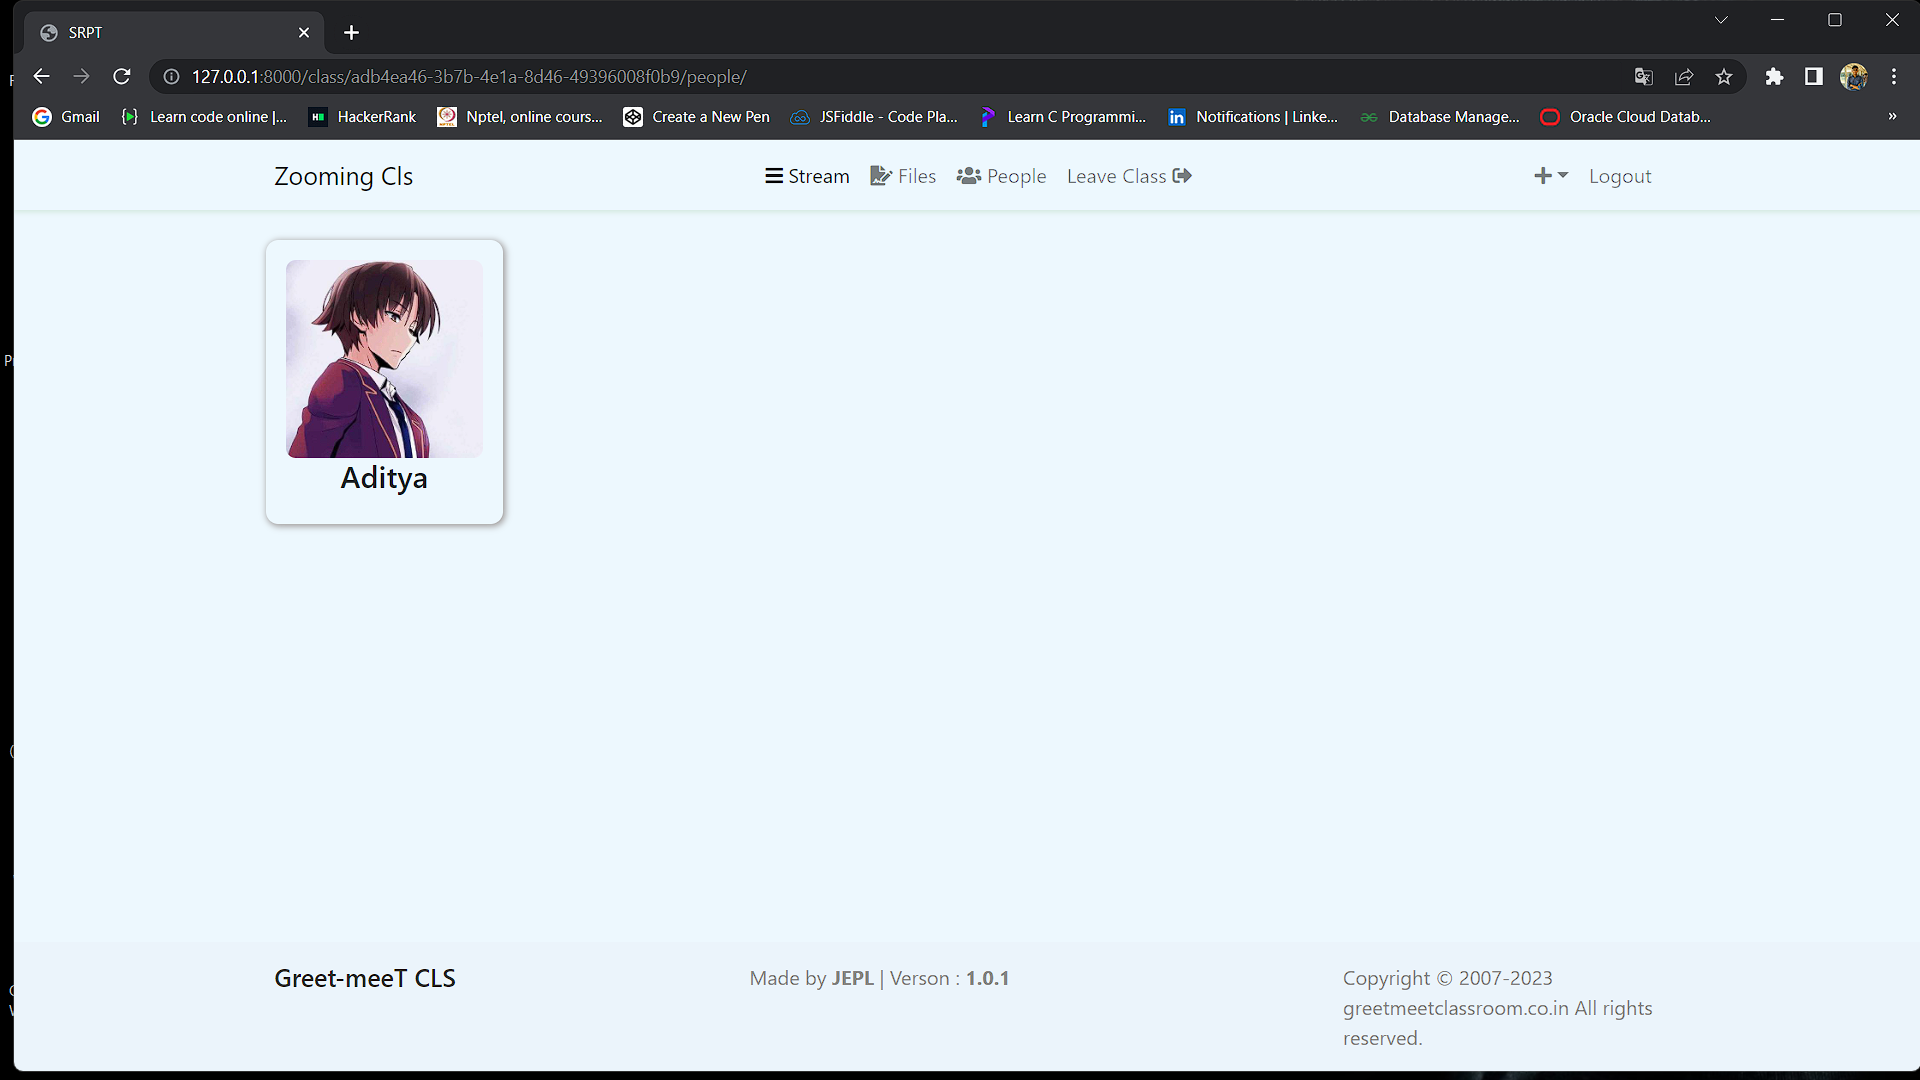 SRPT
127.0.0.1:8000/class/adb4ea46-3b7b-4e1a-8d46-49396008f0b9/people/
Gmail Learn code online |... HackerRank Nptel, online cours... Create a New Pen JSFiddle - Code Pla... Learn C Programmi... Notifications | Linke... Database Manage... Oracle Cloud Datab... »
Zooming Cls Stream Files People Leave Class Logout
Aditya
Greet-meeT CLS
Made by JEPL | Verson : 1.0.1
Copyright © 2007-2023
greetmeetclassroom.co.in All rights
reserved.